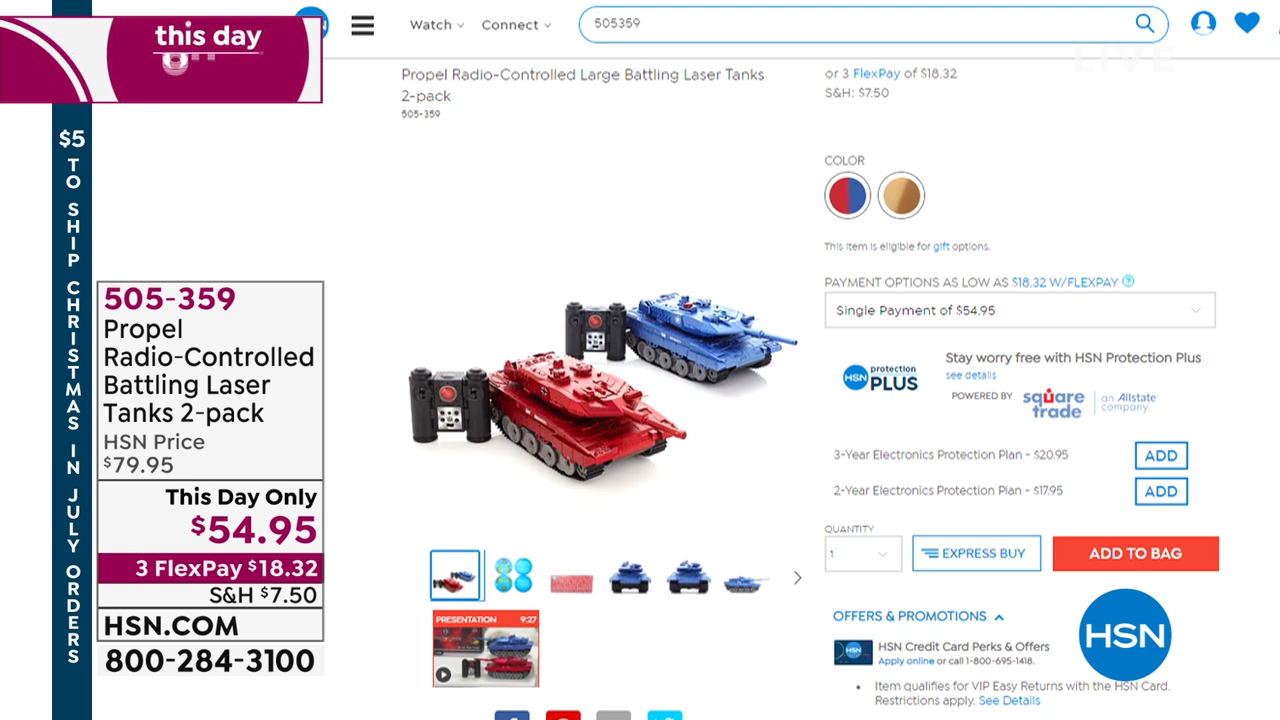 this day
$5 TO SHIP CHRISTMAS IN JULY ORDERS
505-359
Propel
Radio-Controlled
Battling Laser
Tanks 2-pack
HSN Price
$79.95
This Day Only
$54.95
3 FlexPay $18.32
S&H $7.50
HSN.COM
800-284-3100
Watch
Connect
505359
LIVE
Propel Radio-Controlled Large Battling Laser Tanks
2-pack
505-359
or 3 FlexPay of $18.32
S&H: $7.50
COLOR
This item is eligible for gift options.
PAYMENT OPTIONS AS LOW AS $18.32 W/FLEXPAY ?
Single Payment of $54.95
HSN protection PLUS
Stay worry free with HSN Protection Plus
see details
POWERED BY square trade an Allstate company
3-Year Electronics Protection Plan - $20.95 ADD
2-Year Electronics Protection Plan - $17.95 ADD
QUANTITY
1
EXPRESS BUY
ADD TO BAG
PRESENTATION 9:27
OFFERS & PROMOTIONS
HSN
HSN Credit Card Perks & Offers
Apply online or call 1-800-695-1418.
Item qualifies for VIP Easy Returns with the HSN Card.
Restrictions apply. See Details
HSN